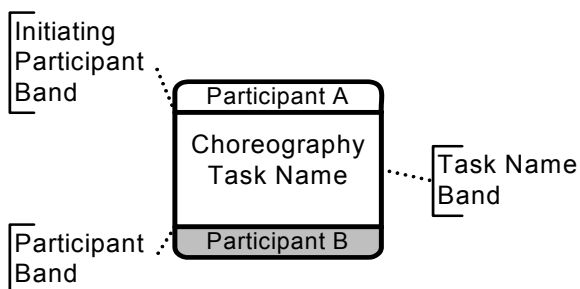 Initiating
Participant
Band
Participant A
Choreography
Task Name
Task Name
Band
Participant B
Participant
Band